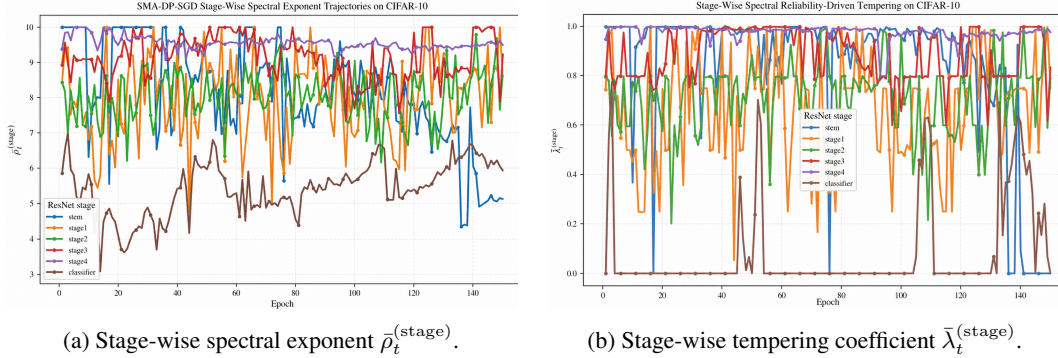 SMA-DP-SGD Stage-Wise Spectral Exponent Trajectories on CIFAR-10
10
9
8
7
6
5
4
3
ρ̄ₜ⁽ˢᵗᵃᵍᵉ⁾
ResNet stage
stem
stage1
stage2
stage3
stage4
classifier
0 20 40 60 80 100 120 140
Epoch
(a) Stage-wise spectral exponent ρ̄ₜ⁽ˢᵗᵃᵍᵉ⁾.
Stage-Wise Spectral Reliability-Driven Tempering on CIFAR-10
1.0
0.8
0.6
0.4
0.2
0.0
λ̄ₜ⁽ˢᵗᵃᵍᵉ⁾
ResNet stage
stem
stage1
stage2
stage3
stage4
classifier
0 20 40 60 80 100 120 140
Epoch
(b) Stage-wise tempering coefficient λ̄ₜ⁽ˢᵗᵃᵍᵉ⁾.